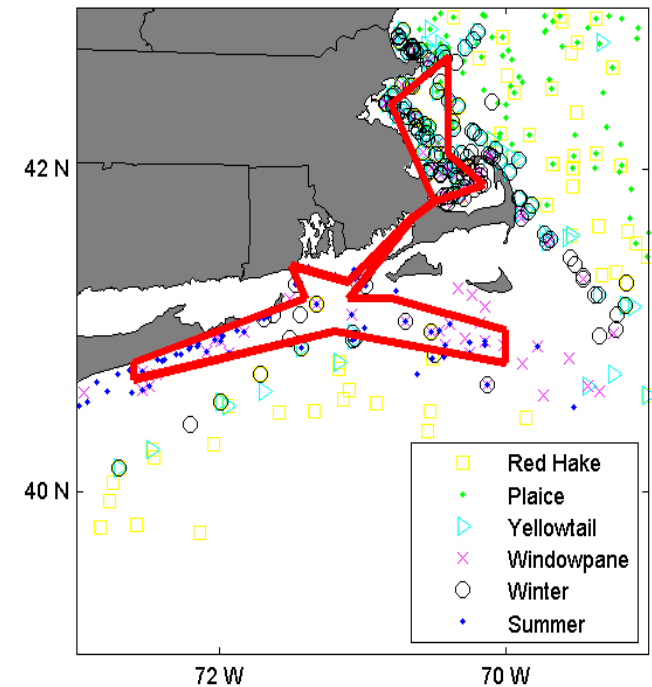 42 N
40 N
Red Hake
Plaice
Yellowtail
Windowpane
Winter
Summer
72 W
70 W